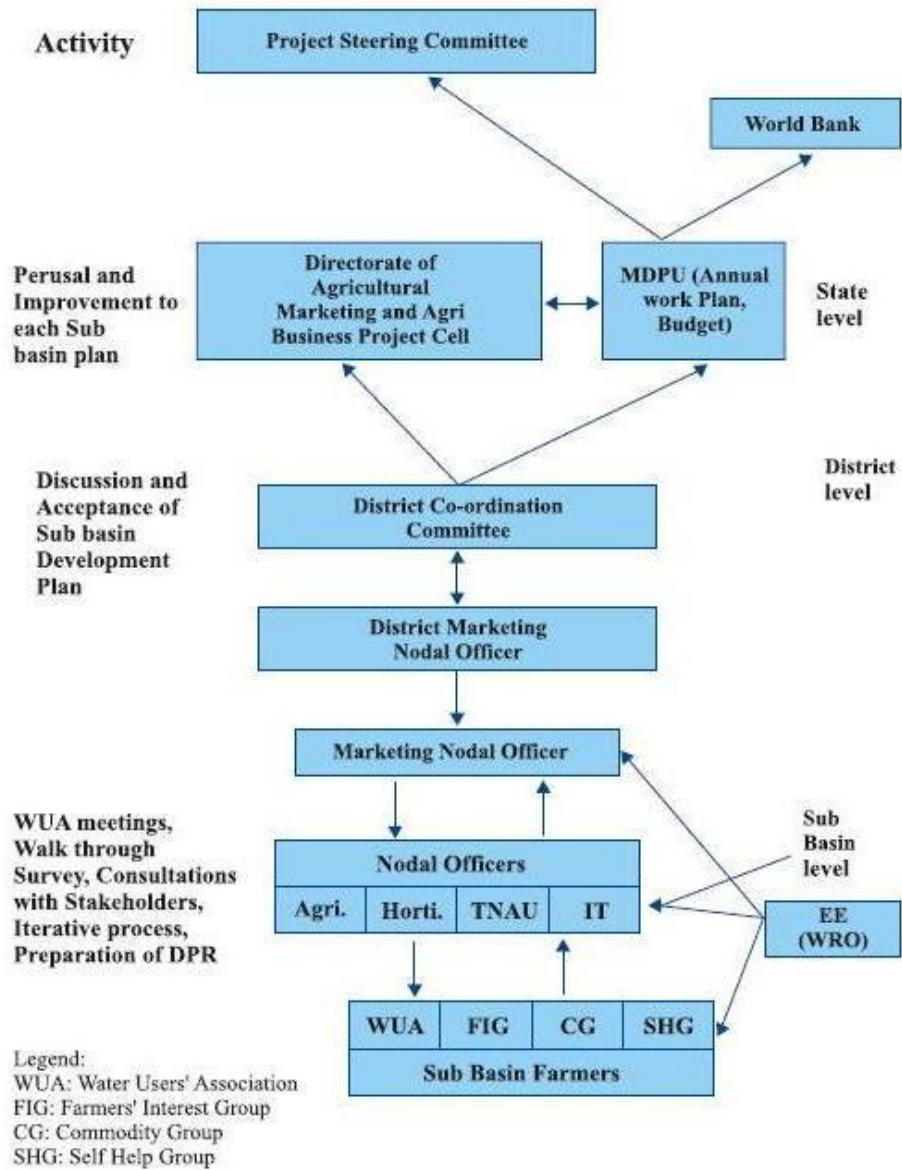 Activity
Project Steering Committee
World Bank
Perusal and
Improvement to
each Sub
basin plan
Directorate of
Agricultural
Marketing and Agri
Business Project Cell
MDPU (Annual
work Plan,
Budget)
State
level
Discussion and
Acceptance of
Sub basin
Development
Plan
District Co-ordination
Committee
District
level
District Marketing
Nodal Officer
Marketing Nodal Officer
WUA meetings,
Walk through
Survey, Consultations
with Stakeholders,
Iterative process,
Preparation of DPR
Nodal Officers
Agri. Horti. TNAU IT
Sub
Basin
level
EE
(WRO)
WUA FIG CG SHG
Sub Basin Farmers
Legend:
WUA: Water Users' Association
FIG: Farmers' Interest Group
CG: Commodity Group
SHG: Self Help Group